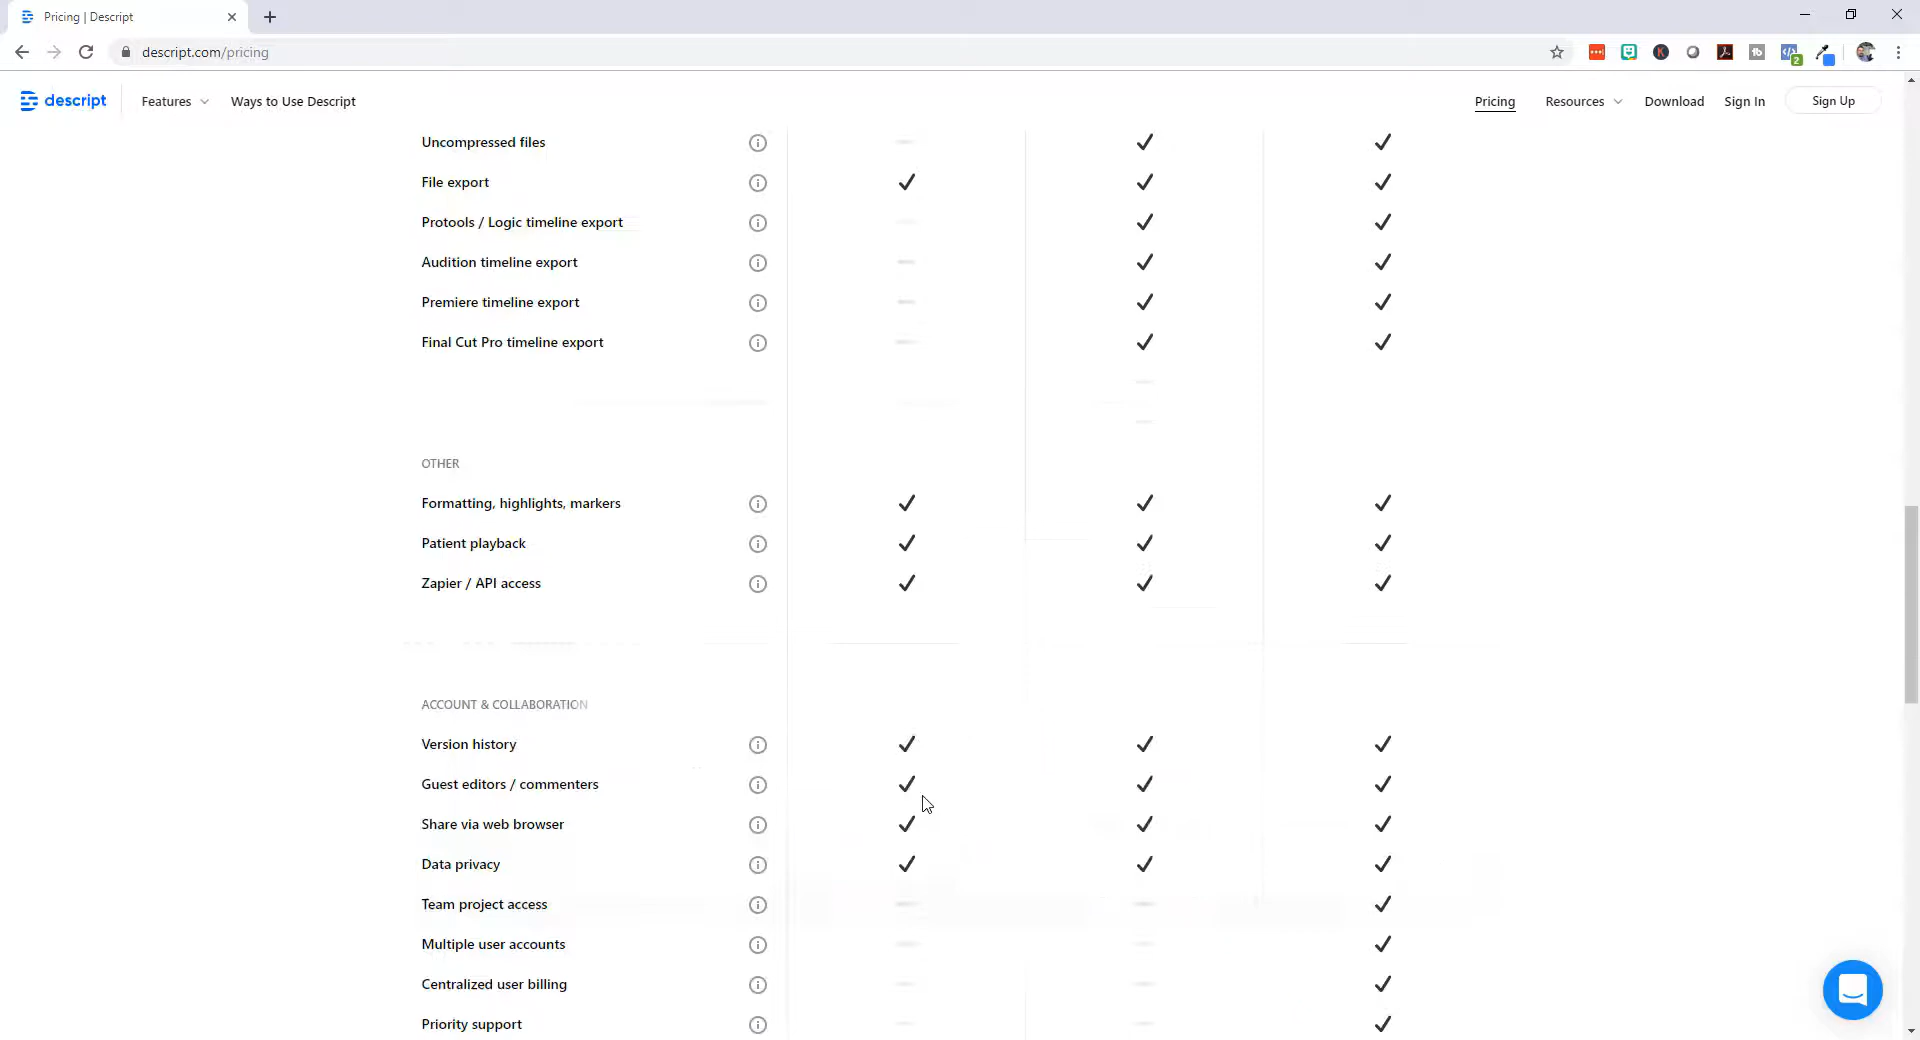 Pricing | Descript
descript.com/pricing
descript
Features
Ways to Use Descript
Pricing
Resources
Download
Sign In
Sign Up
Uncompressed files
File export
Protools / Logic timeline export
Audition timeline export
Premiere timeline export
Final Cut Pro timeline export
OTHER
Formatting, highlights, markers
Patient playback
Zapier / API access
ACCOUNT & COLLABORATION
Version history
Guest editors / commenters
Share via web browser
Data privacy
Team project access
Multiple user accounts
Centralized user billing
Priority support